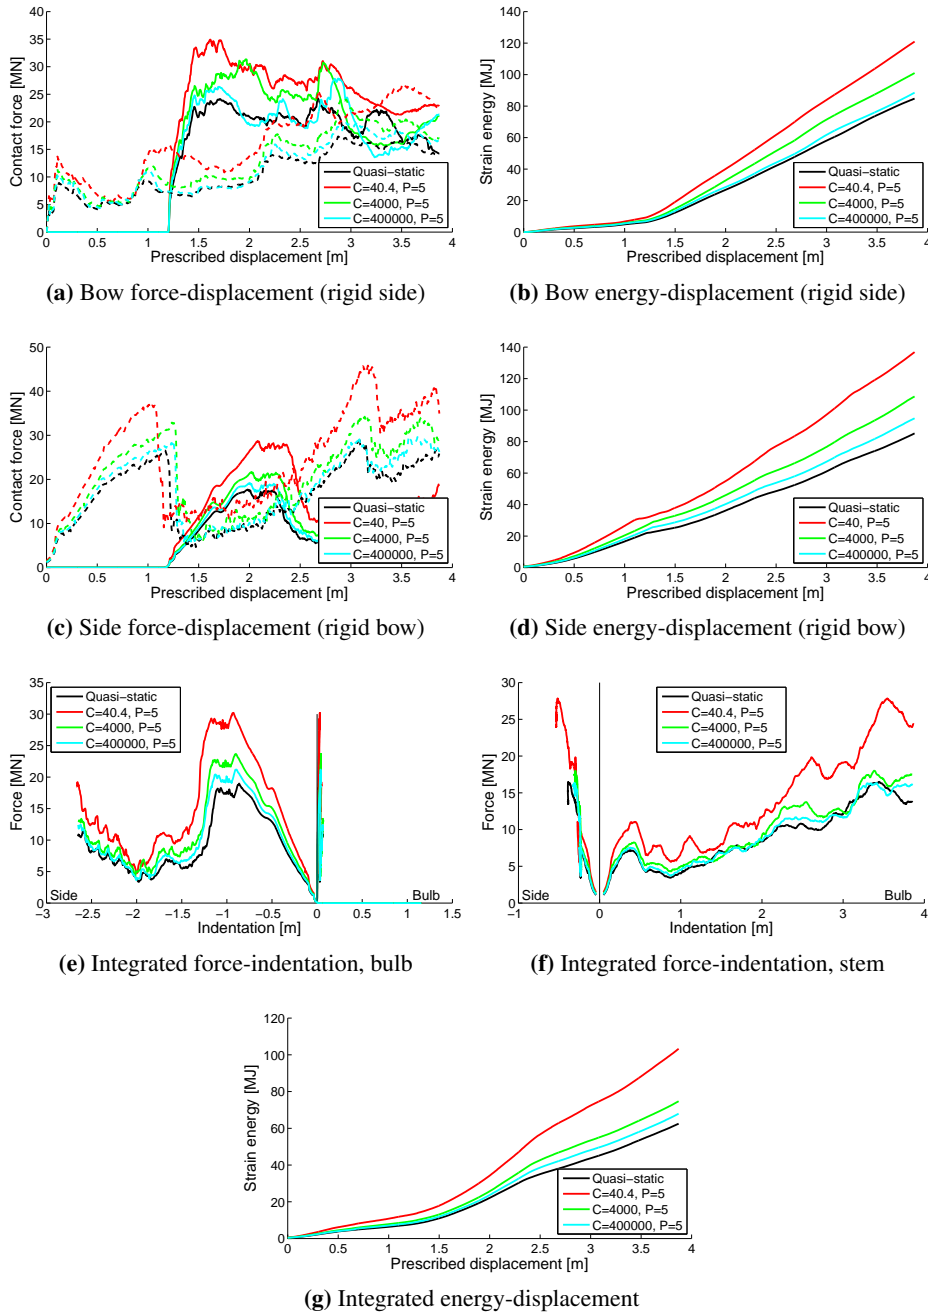 40
35
30
25
20
15
10
5
0
Contact force [MN]
Quasi−static
C=40.4, P=5
C=4000, P=5
C=400000, P=5
0 0.5 1 1.5 2 2.5 3 3.5 4
Prescribed displacement [m]
(a) Bow force-displacement (rigid side)
140
120
100
80
60
40
20
0
Strain energy [MJ]
Quasi−static
C=40.4, P=5
C=4000, P=5
C=400000, P=5
0 0.5 1 1.5 2 2.5 3 3.5 4
Prescribed displacement [m]
(b) Bow energy-displacement (rigid side)
50
40
30
20
10
0
Contact force [MN]
Quasi−static
C=40, P=5
C=4000, P=5
C=400000, P=5
0 0.5 1 1.5 2 2.5 3 3.5 4
Prescribed displacement [m]
(c) Side force-displacement (rigid bow)
140
120
100
80
60
40
20
0
Strain energy [MJ]
Quasi−static
C=40, P=5
C=4000, P=5
C=400000, P=5
0 0.5 1 1.5 2 2.5 3 3.5 4
Prescribed displacement [m]
(d) Side energy-displacement (rigid bow)
35
30
25
20
15
10
5
0
Force [MN]
Quasi−static
C=40.4, P=5
C=4000, P=5
C=400000, P=5
Side
Bulb
−3 −2.5 −2 −1.5 −1 −0.5 0 0.5 1 1.5
Indentation [m]
(e) Integrated force-indentation, bulb
30
25
20
15
10
5
0
Force [MN]
Quasi−static
C=40.4, P=5
C=4000, P=5
C=400000, P=5
Side
Bulb
−1 0 1 2 3 4
Indentation [m]
(f) Integrated force-indentation, stem
120
100
80
60
40
20
0
Strain energy [MJ]
Quasi−static
C=40.4, P=5
C=4000, P=5
C=400000, P=5
0 0.5 1 1.5 2 2.5 3 3.5 4
Prescribed displacement [m]
(g) Integrated energy-displacement